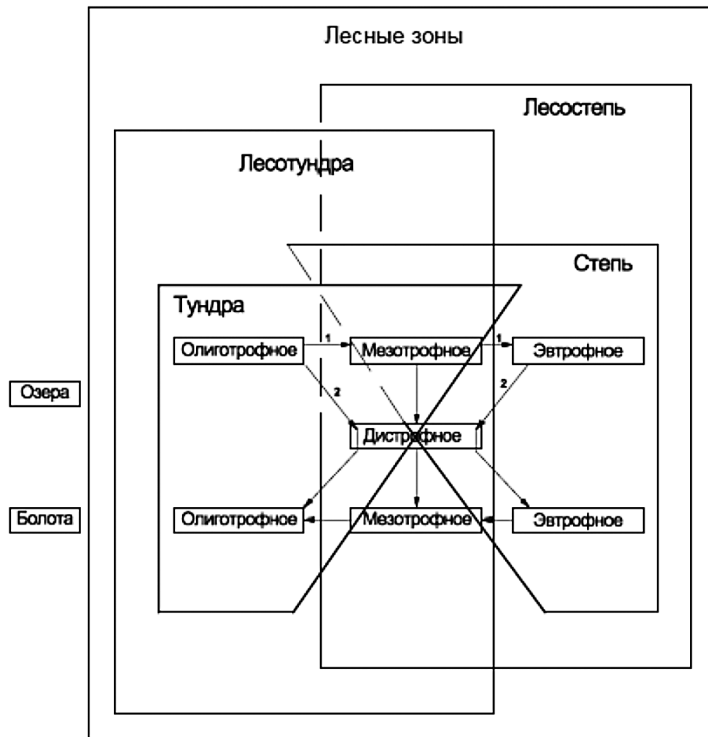 Лесные зоны
Лесостепь
Лесотундра
Степь
Тундра
Олиготрофное
1
Мезотрофное
1
Эвтрофное
Озера
2
2
Дистрофное
Болота
Олиготрофное
Мезотрофное
Эвтрофное